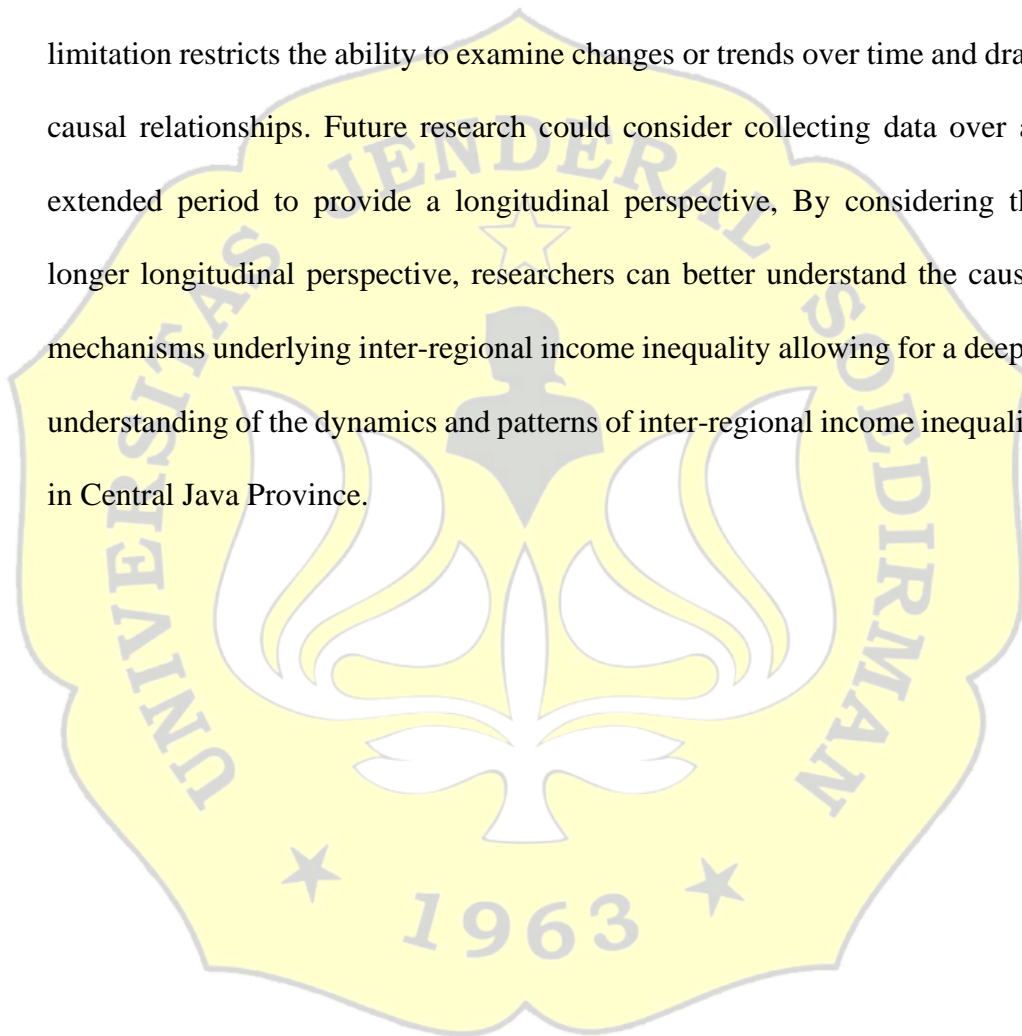 limitation restricts the ability to examine changes or trends over time and dra
causal relationships. Future research could consider collecting data over a
extended period to provide a longitudinal perspective, By considering
longer longitudinal perspective, researchers can better understand the caus
mechanisms underlying inter-regional income inequality allowing for a deep
understanding of the dynamics and patterns of inter-regional income inequali
in Central Java Province.
UNIVERSITAS JENDERAL SOEDIRMAN
1963